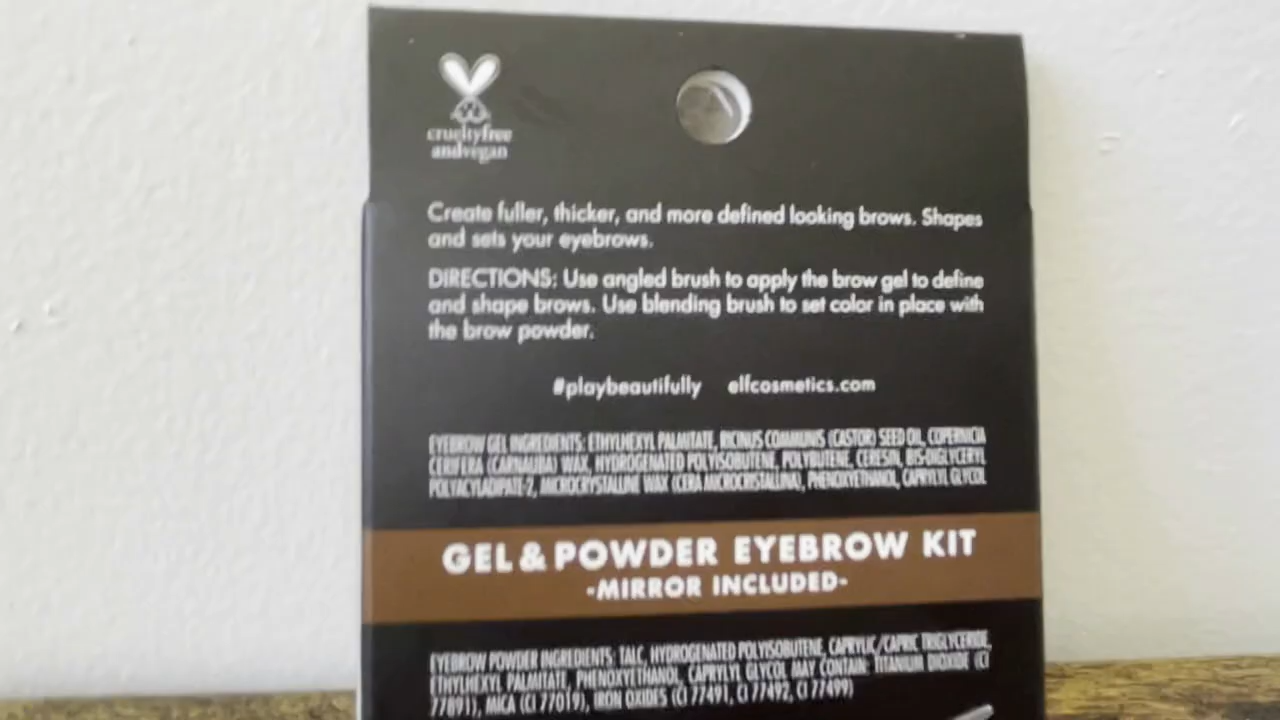 crueltyfree
andvegan
Create fuller, thicker, and more defined looking brows. Shapes
and sets your eyebrows.
DIRECTIONS: Use angled brush to apply the brow gel to define
and shape brows. Use blending brush to set color in place with
the brow powder.
#playbeautifully elfcosmetics.com
EYEBROW GEL INGREDIENTS: ETHYLHEXYL PALMITATE, RICINUS COMMUNIS (CASTOR) SEED OIL, COPERNICIA
CERIFERA (CARNAUBA) WAX, HYDROGENATED POLYISOBUTENE, POLYBUTENE, CERESIN, BIS-DIGLYCERYL
POLYACYLADIPATE-2, MICROCRYSTALLINE WAX (CERA MICROCRISTALLINA), PHENOXYETHANOL, CAPRYLYL GLYCOL
GEL & POWDER EYEBROW KIT
-MIRROR INCLUDED-
EYEBROW POWDER INGREDIENTS: TALC, HYDROGENATED POLYISOBUTENE, CAPRYLIC/CAPRIC TRIGLYCERIDE,
ETHYLHEXYL PALMITATE, PHENOXYETHANOL, CAPRYLYL GLYCOL MAY CONTAIN: TITANIUM DIOXIDE (CI
77891), MICA (CI 77019), IRON OXIDES (CI 77491, CI 77492, CI 77499)